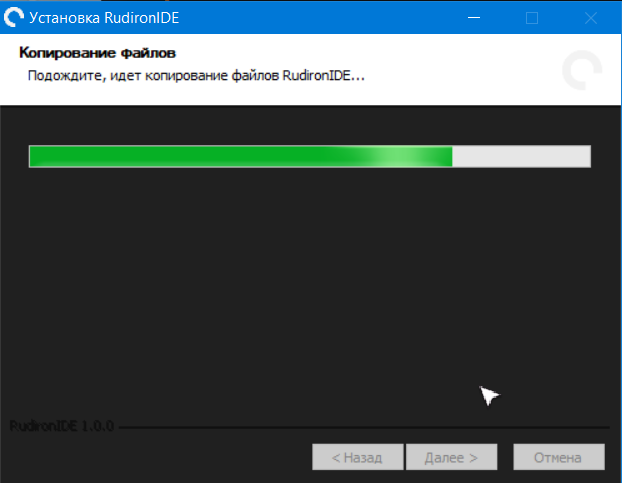 Установка RudironIDE
Копирование файлов
Подождите, идет копирование файлов RudironIDE...
RudironIDE 1.0.0
< Назад
Далее >
Отмена